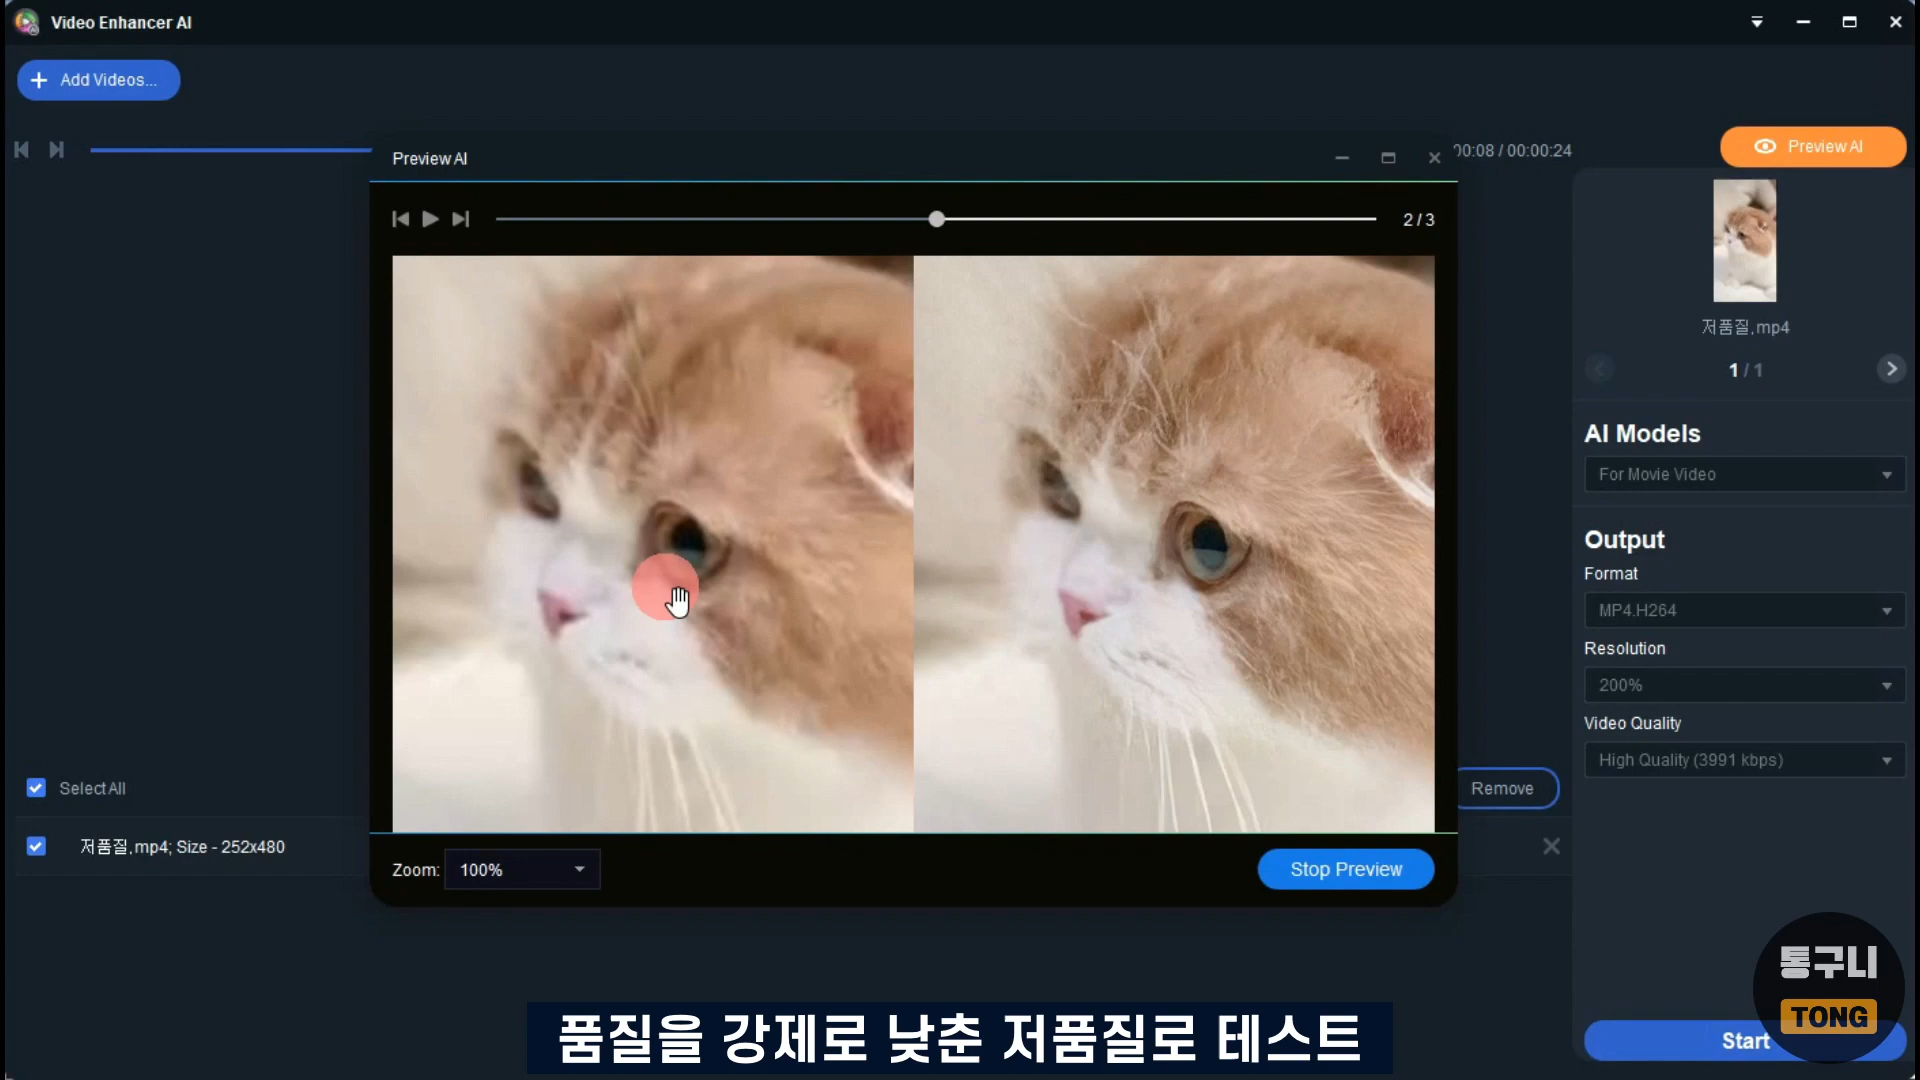 Video Enhancer AI
Add Videos...
Preview AI
00:08 / 00:00:24
Preview AI
2 / 3
저품질.mp4
1 / 1
AI Models
For Movie Video
Output
Format
MP4.H264
Resolution
200%
Video Quality
High Quality (3991 kbps)
Select All
Remove
저품질.mp4; Size - 252x480
Zoom:
100%
Stop Preview
통구니
TONG
Start
품질을 강제로 낮춘 저품질로 테스트